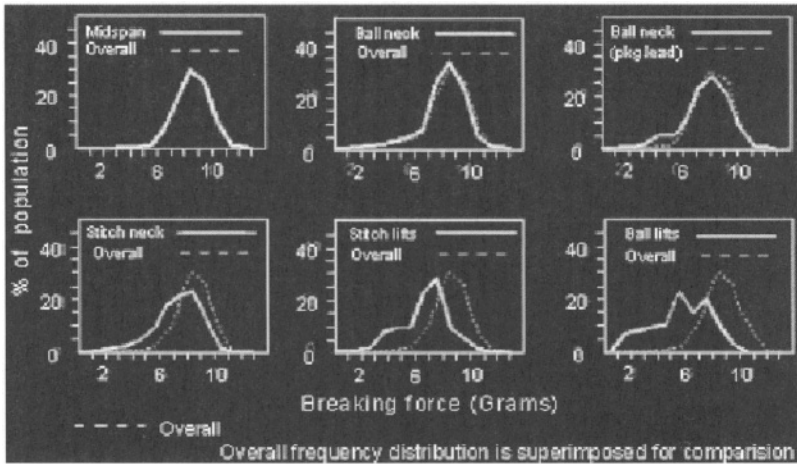 Midspan
Overall
Ball neck
Overall
Ball neck
(pkg lead)
40
20
0
2 6 10
40
20
0
2 6 10
40
20
0
2 6 10
% of population
Stitch neck
Overall
Stitch lifts
Overall
Ball lifts
Overall
40
20
0
2 6 10
40
20
0
2 6 10
40
20
0
2 6 10
Breaking force (Grams)
Overall
Overall frequency distribution is superimposed for comparision